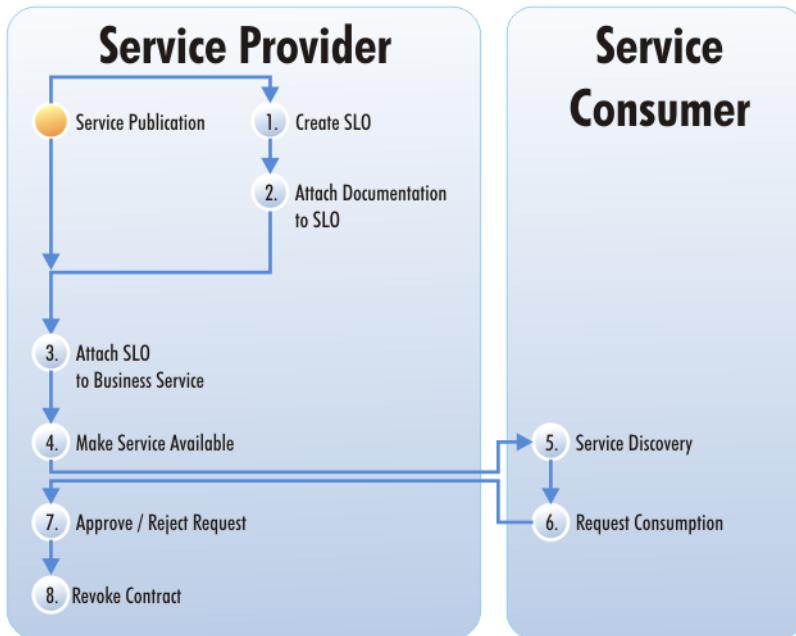 Service Provider
Service Publication
1. Create SLO
2. Attach Documentation
to SLO
3. Attach SLO
to Business Service
4. Make Service Available
7. Approve / Reject Request
8. Revoke Contract
Service
Consumer
5. Service Discovery
6. Request Consumption